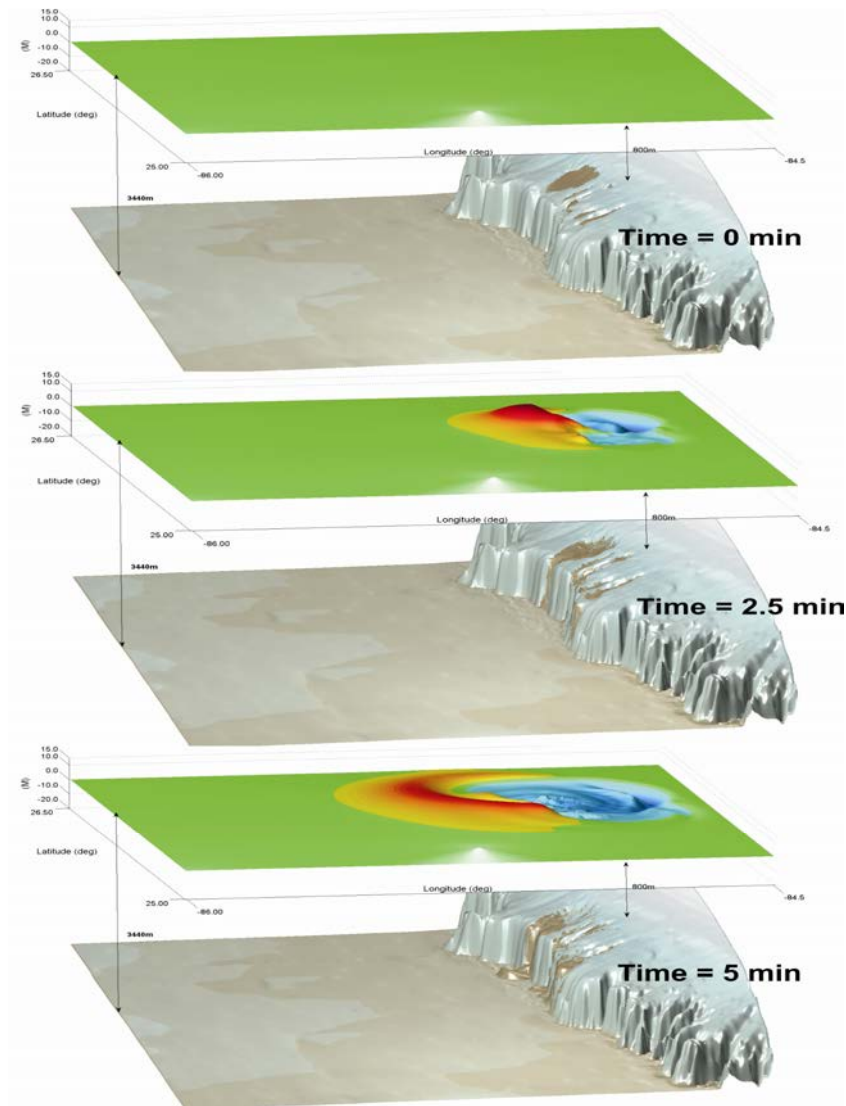 15.0
10.0
0.0
-10.0
-20.0
(M)
26.50
Latitude (deg)
25.00
-86.00
Longitude (deg)
-84.5
800m
3440m
Time = 0 min
15.0
10.0
0.0
-10.0
-20.0
(M)
26.50
Latitude (deg)
25.00
-86.00
Longitude (deg)
-84.5
800m
3440m
Time = 2.5 min
15.0
10.0
0.0
-10.0
-20.0
(M)
26.50
Latitude (deg)
25.00
-86.00
Longitude (deg)
-84.5
800m
3440m
Time = 5 min